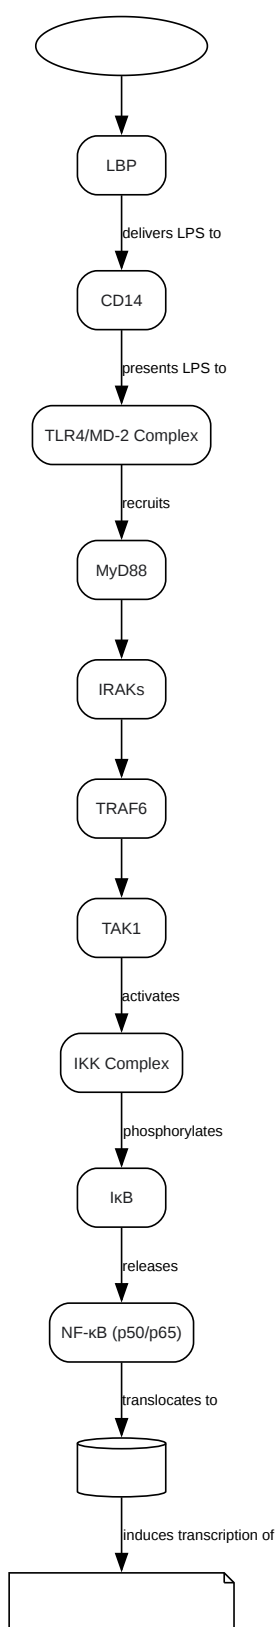 LBP
delivers LPS to
CD14
presents LPS to
TLR4/MD-2 Complex
recruits
MyD88
IRAKs
TRAF6
TAK1
activates
IKK Complex
phosphorylates
IκB
releases
NF-κB (p50/p65)
translocates to
induces transcription of